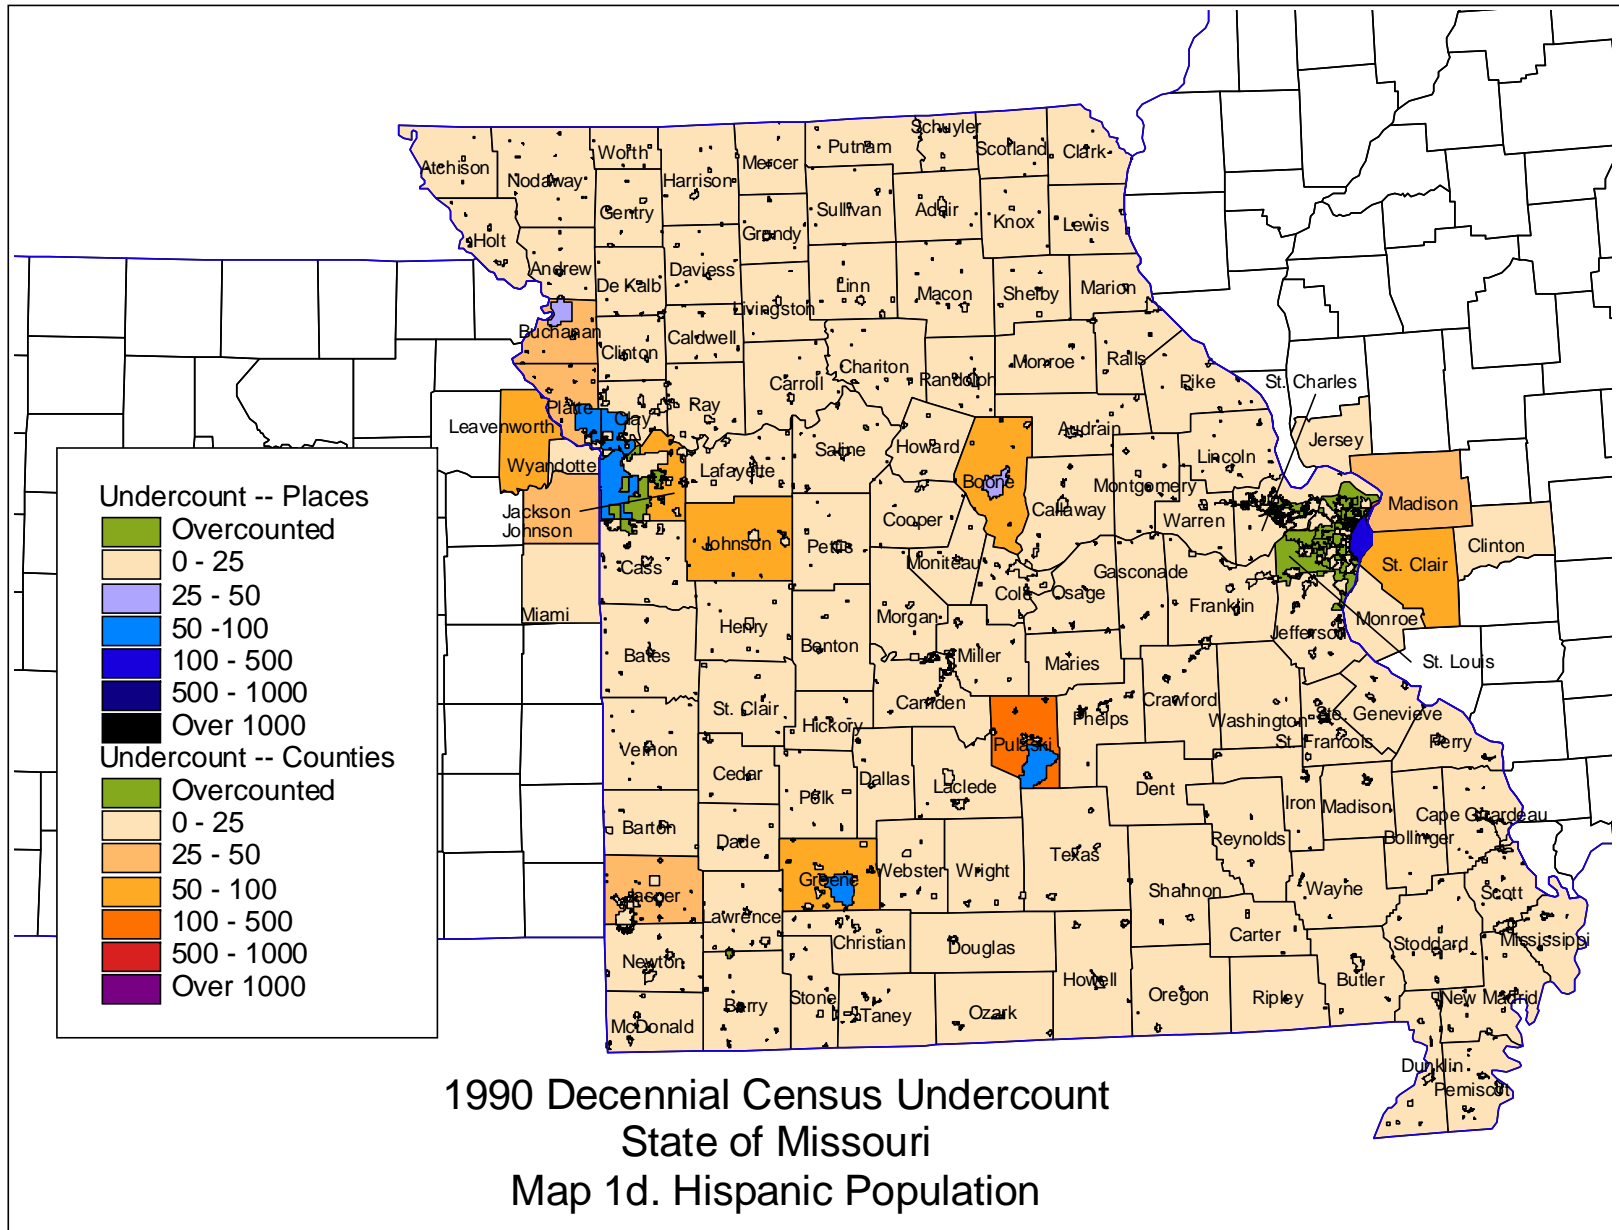 Schuyler
Atchison
Nodaway
Worth
Harrison
Mercer
Putnam
Scotland
Clark
Holt
Gentry
Grundy
Sullivan
Adair
Knox
Lewis
Andrew
De Kalb
Daviess
Livingston
Linn
Macon
Shelby
Marion
Buchanan
Clinton
Caldwell
Carroll
Chariton
Randolph
Monroe
Ralls
Pike
St. Charles
Leavenworth
Platte
Clay
Ray
Saline
Howard
Audrain
Jersey
Wyandotte
Lafayette
Boone
Montgomery
Lincoln
Jackson
Johnson
Johnson
Cass
Pettis
Cooper
Callaway
Warren
Madison
Clinton
St. Clair
Moniteau
Cole
Osage
Gasconade
Franklin
Monroe
Miami
Henry
Benton
Morgan
Jefferson
St. Louis
Bates
Miller
Maries
St. Clair
Hickory
Camden
Pulaski
Phelps
Crawford
Washington
Ste. Genevieve
St. Francois
Perry
Vernon
Cedar
Polk
Dallas
Laclede
Dent
Iron
Madison
Cape Girardeau
Bollinger
Barton
Dade
Greene
Webster
Wright
Texas
Reynolds
Shannon
Wayne
Scott
Jasper
Lawrence
Christian
Douglas
Carter
Stoddard
Mississippi
Newton
Barry
Stone
Taney
Ozark
Howell
Oregon
Ripley
Butler
New Madrid
McDonald
Dunklin
Pemiscot
Undercount -- Places
Overcounted
0 - 25
25 - 50
50 -100
100 - 500
500 - 1000
Over 1000
Undercount -- Counties
Overcounted
0 - 25
25 - 50
50 - 100
100 - 500
500 - 1000
Over 1000
1990 Decennial Census Undercount
State of Missouri
Map 1d. Hispanic Population